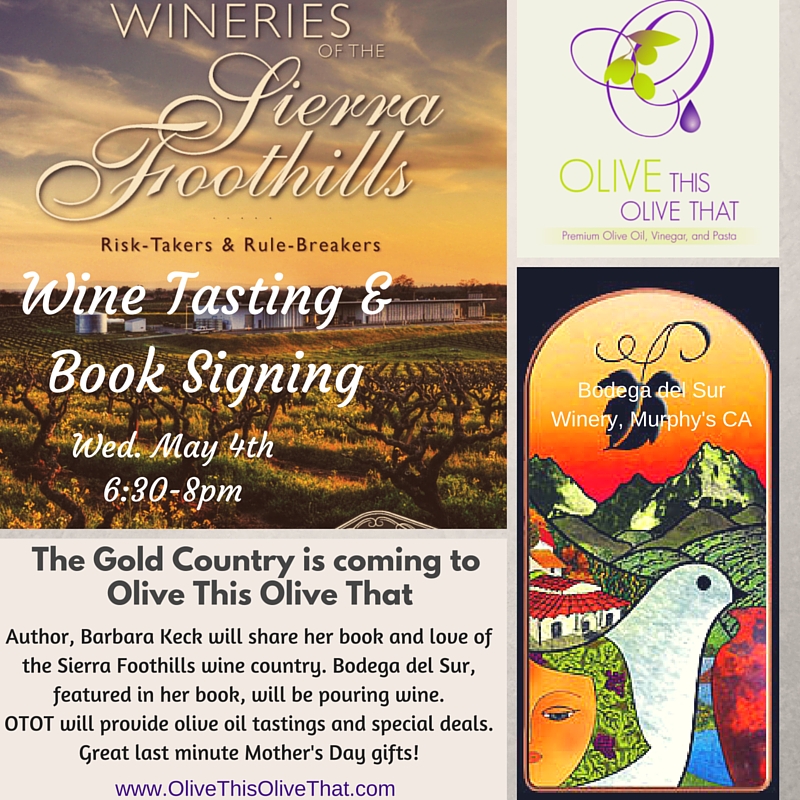 WINERIES
OF THE
Sierra
Foothills
Risk-Takers & Rule-Breakers
Wine Tasting &
Book Signing
Wed. May 4th
6:30-8pm
The Gold Country is coming to
Olive This Olive That
Author, Barbara Keck will share her book and love of
the Sierra Foothills wine country. Bodega del Sur,
featured in her book, will be pouring wine.
OTOT will provide olive oil tastings and special deals.
Great last minute Mother's Day gifts!
www.OliveThisOliveThat.com
OLIVE THIS
OLIVE THAT
Premium Olive Oil, Vinegar, and Pasta
Bodega del Sur
Winery, Murphy's CA